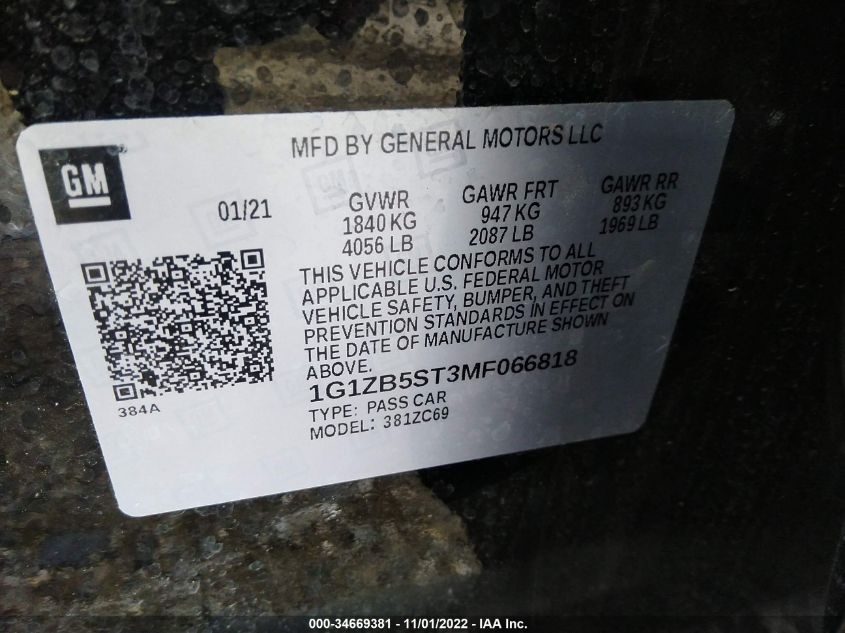 MFD BY GENERAL MOTORS LLC
GM
01/21
GVWR
1840 KG
4056 LB
GAWR FRT
947 KG
2087 LB
GAWR RR
893 KG
1969 LB
THIS VEHICLE CONFORMS TO ALL
APPLICABLE U.S. FEDERAL MOTOR
VEHICLE SAFETY, BUMPER, AND THEFT
PREVENTION STANDARDS IN EFFECT ON
THE DATE OF MANUFACTURE SHOWN
ABOVE.
1G1ZB5ST3MF066818
TYPE: PASS CAR
MODEL: 381ZC69
384A
000-34669381 - 11/01/2022 - IAA Inc.